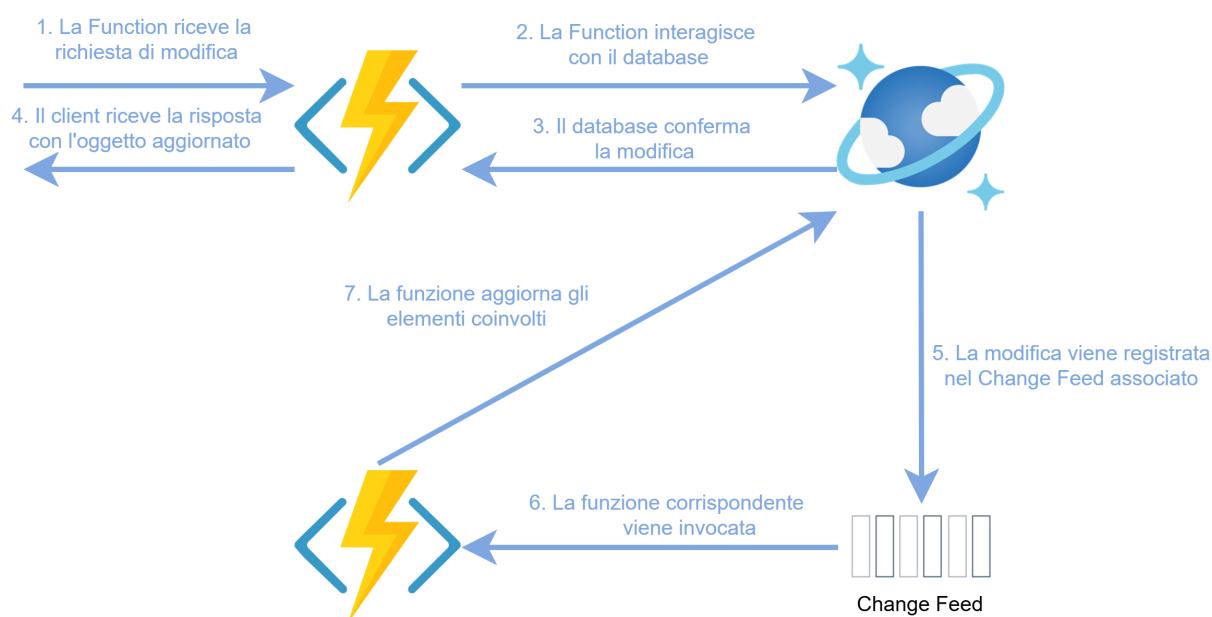 1. La Function riceve la
richiesta di modifica
2. La Function interagisce
con il database
4. Il client riceve la risposta
con l'oggetto aggiornato
3. Il database conferma
la modifica
7. La funzione aggiorna gli
elementi coinvolti
5. La modifica viene registrata
nel Change Feed associato
6. La funzione corrispondente
viene invocata
Change Feed